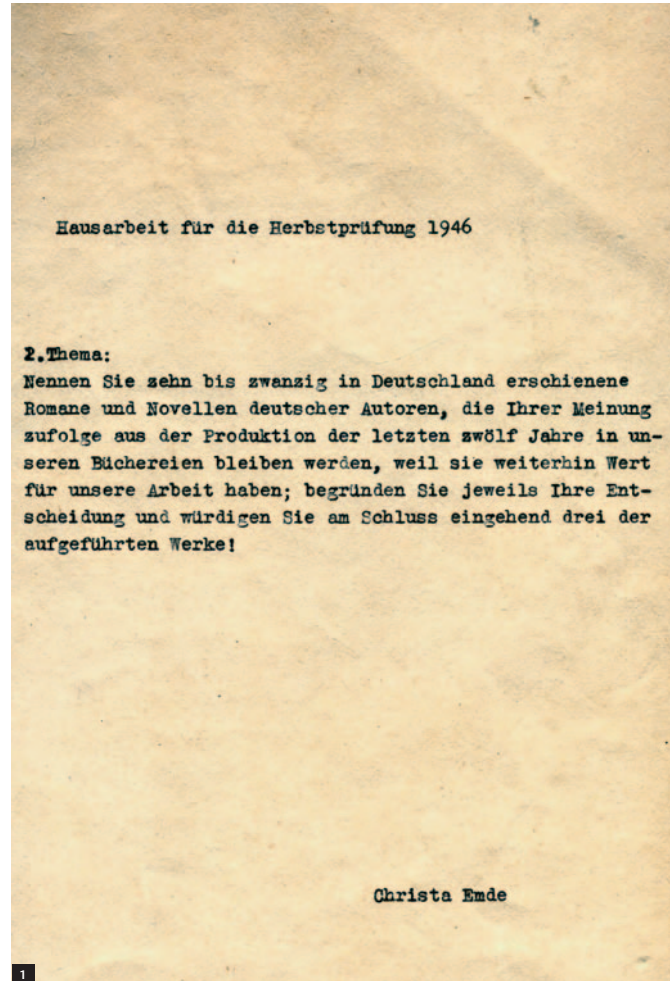 Hausarbeit für die Herbstprüfung 1946
2.Thema:
Nennen Sie zehn bis zwanzig in Deutschland erschienene
Romane und Novellen deutscher Autoren, die Ihrer Meinung
zufolge aus der Produktion der letzten zwölf Jahre in un-
seren Büchereien bleiben werden, weil sie weiterhin Wert
für unsere Arbeit haben; begründen Sie jeweils Ihre Ent-
scheidung und würdigen Sie am Schluss eingehend drei der
aufgeführten Werke!
Christa Emde
1